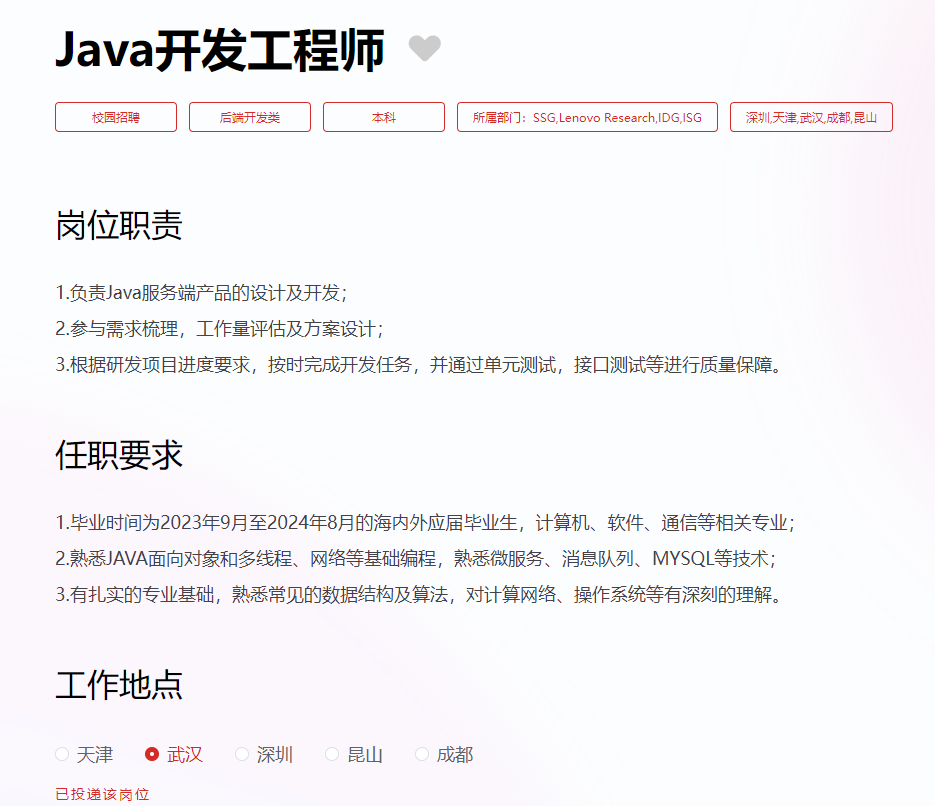 Java开发工程师
校园招聘 后端开发类 本科 所属部门：SSG,Lenovo Research,IDG,ISG 深圳,天津,武汉,成都,昆山
岗位职责
1.负责Java服务端产品的设计及开发；
2.参与需求梳理，工作量评估及方案设计；
3.根据研发项目进度要求，按时完成开发任务，并通过单元测试，接口测试等进行质量保障。
任职要求
1.毕业时间为2023年9月至2024年8月的海内外应届毕业生，计算机、软件、通信等相关专业；
2.熟悉JAVA面向对象和多线程、网络等基础编程，熟悉微服务、消息队列、MYSQL等技术；
3.有扎实的专业基础，熟悉常见的数据结构及算法，对计算网络、操作系统等有深刻的理解。
工作地点
天津 武汉 深圳 昆山 成都
已投递该岗位